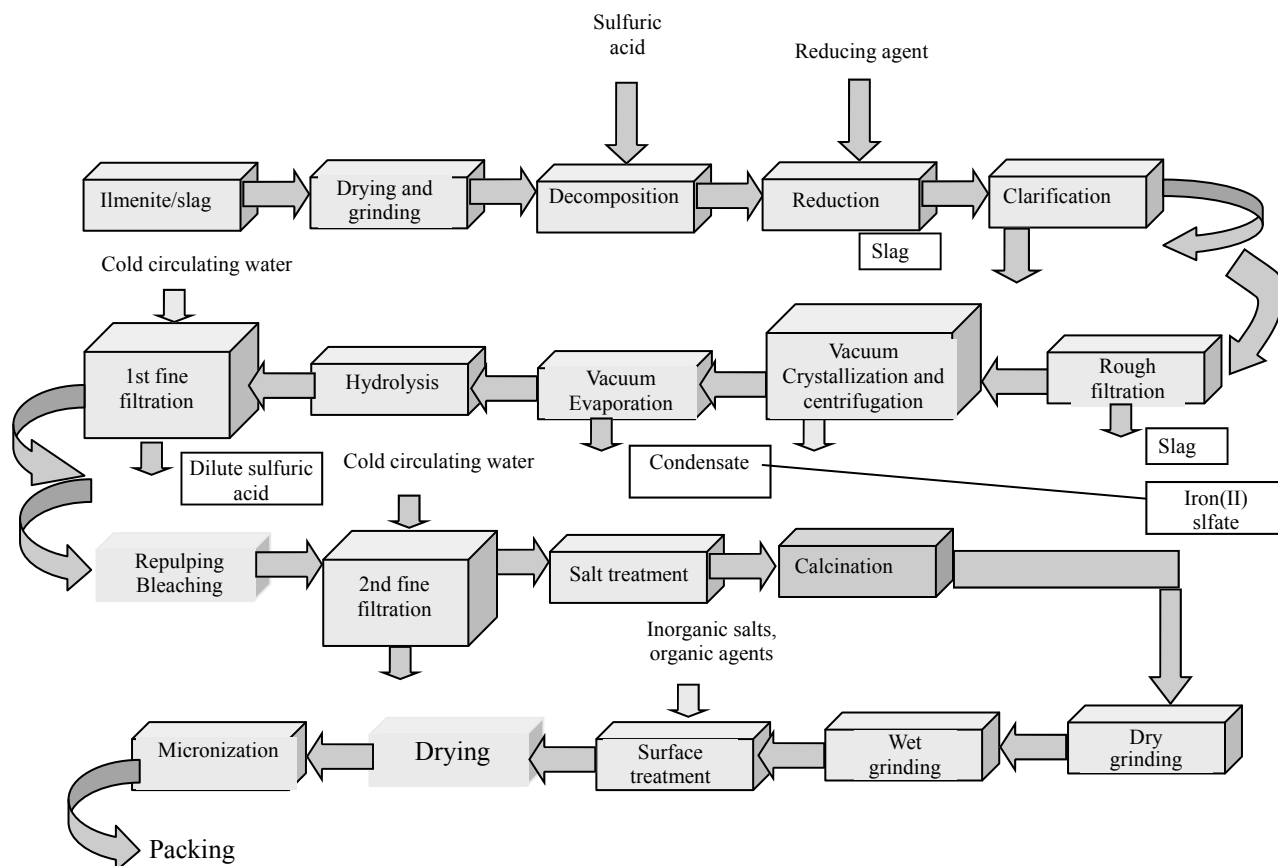 Sulfuric
acid
Reducing agent
Ilmenite/slag
Drying and
grinding
Decomposition
Reduction
Clarification
Slag
Cold circulating water
1st fine
filtration
Hydrolysis
Vacuum
Evaporation
Vacuum
Crystallization and
centrifugation
Rough
filtration
Dilute sulfuric
acid
Cold circulating water
Condensate
Slag
Iron(II)
slfate
Repulping
Bleaching
2nd fine
filtration
Salt treatment
Calcination
Inorganic salts,
organic agents
Micronization
Drying
Surface
treatment
Wet
grinding
Dry
grinding
Packing